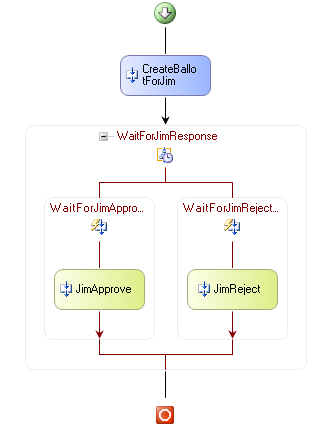 CreateBallo
tForJim
WaitForJimResponse
WaitForJimAppro...
WaitForJimReject...
JimApprove
JimReject